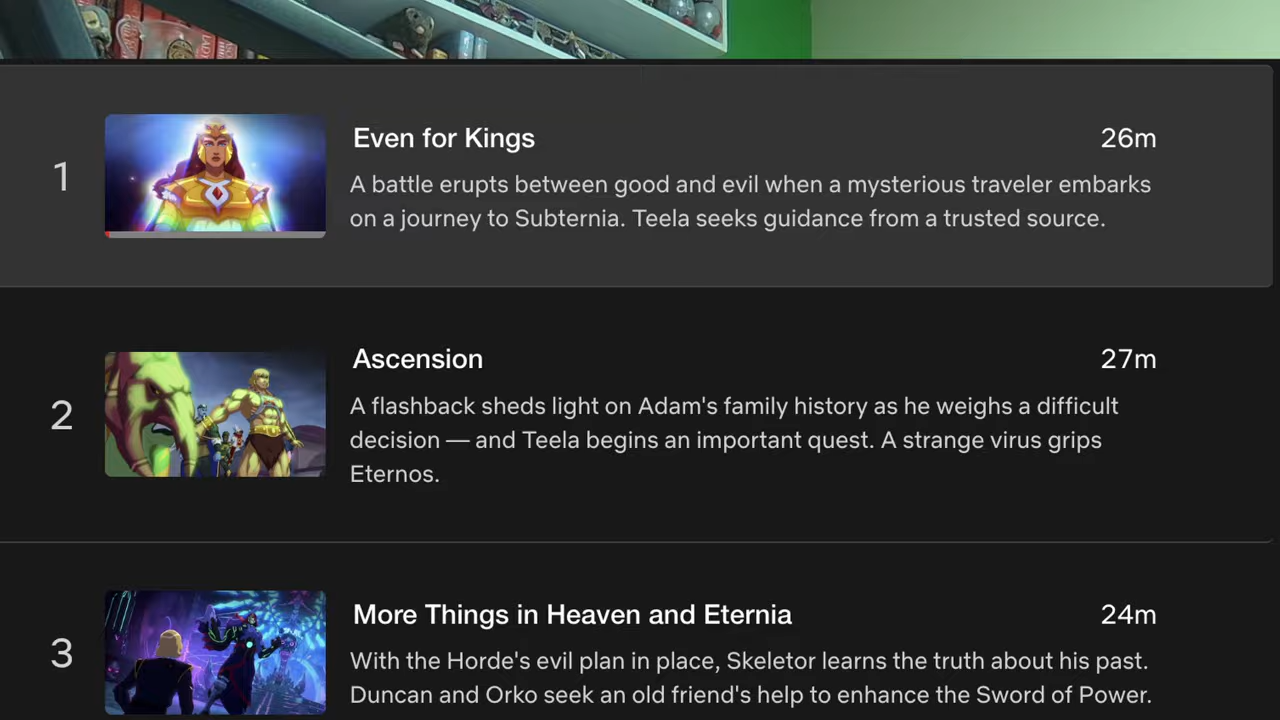 1
Even for Kings
26m
A battle erupts between good and evil when a mysterious traveler embarks
on a journey to Subternia. Teela seeks guidance from a trusted source.
2
Ascension
27m
A flashback sheds light on Adam's family history as he weighs a difficult
decision — and Teela begins an important quest. A strange virus grips
Eternos.
3
More Things in Heaven and Eternia
24m
With the Horde's evil plan in place, Skeletor learns the truth about his past.
Duncan and Orko seek an old friend's help to enhance the Sword of Power.